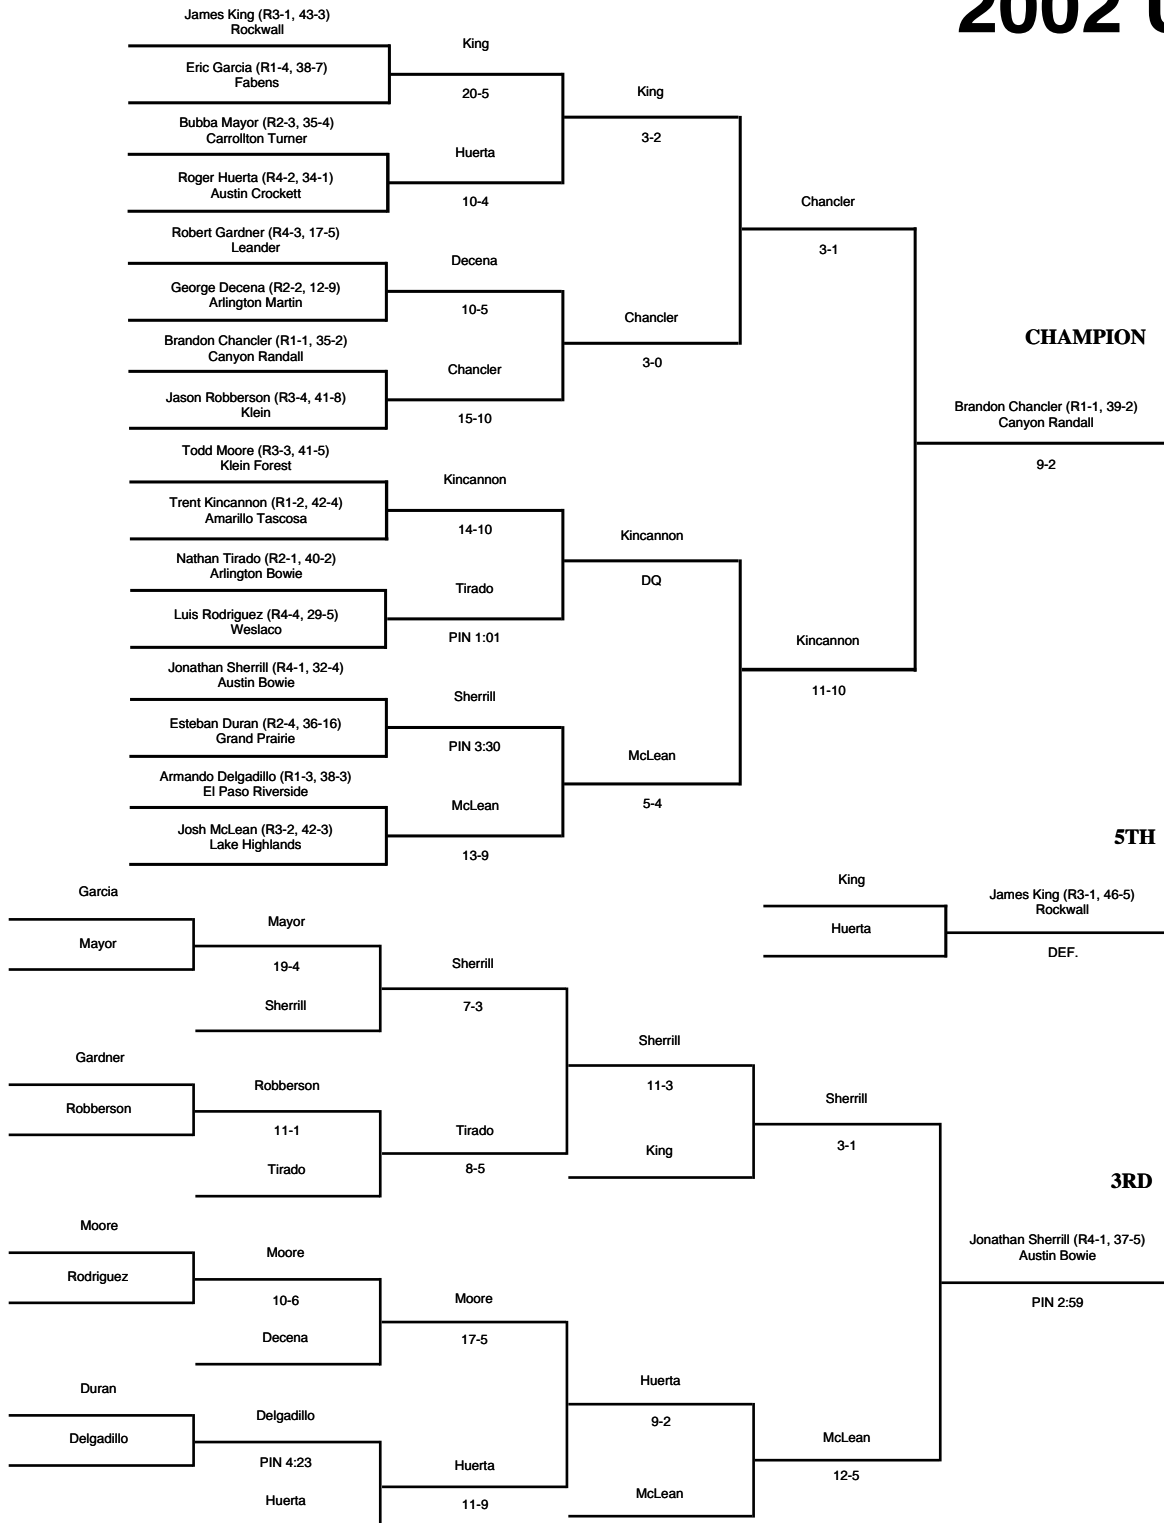 2002 U
James King (R3-1, 43-3)
Rockwall
Eric Garcia (R1-4, 38-7)
Fabens
Bubba Mayor (R2-3, 35-4)
Carrollton Turner
Roger Huerta (R4-2, 34-1)
Austin Crockett
Robert Gardner (R4-3, 17-5)
Leander
George Decena (R2-2, 12-9)
Arlington Martin
Brandon Chancler (R1-1, 35-2)
Canyon Randall
Jason Robberson (R3-4, 41-8)
Klein
Todd Moore (R3-3, 41-5)
Klein Forest
Trent Kincannon (R1-2, 42-4)
Amarillo Tascosa
Nathan Tirado (R2-1, 40-2)
Arlington Bowie
Luis Rodriguez (R4-4, 29-5)
Weslaco
Jonathan Sherrill (R4-1, 32-4)
Austin Bowie
Esteban Duran (R2-4, 36-16)
Grand Prairie
Armando Delgadillo (R1-3, 38-3)
El Paso Riverside
Josh McLean (R3-2, 42-3)
Lake Highlands
King
20-5
Huerta
10-4
Decena
10-5
Chancler
15-10
Kincannon
14-10
Tirado
PIN 1:01
Sherrill
PIN 3:30
McLean
13-9
King
3-2
Chancler
3-0
Kincannon
DQ
McLean
5-4
Chancler
3-1
Kincannon
11-10
CHAMPION
Brandon Chancler (R1-1, 39-2)
Canyon Randall
9-2
5TH
King
Huerta
James King (R3-1, 46-5)
Rockwall
DEF.
Garcia
Mayor
Gardner
Robberson
Moore
Rodriguez
Duran
Delgadillo
Mayor
19-4
Sherrill
Robberson
11-1
Tirado
Moore
10-6
Decena
Delgadillo
PIN 4:23
Huerta
Sherrill
7-3
Tirado
8-5
Moore
17-5
Huerta
11-9
Sherrill
11-3
King
Huerta
9-2
McLean
Sherrill
3-1
McLean
12-5
3RD
Jonathan Sherrill (R4-1, 37-5)
Austin Bowie
PIN 2:59